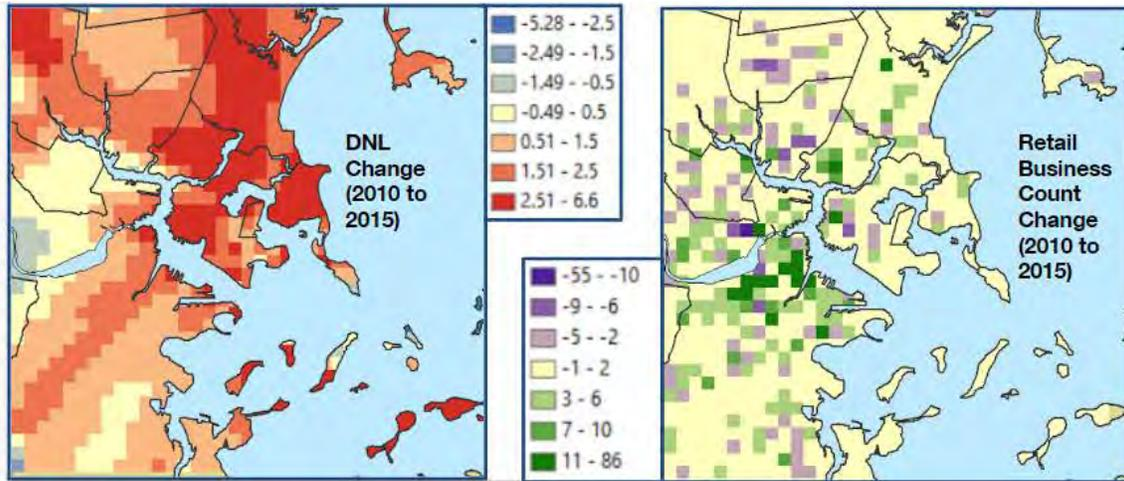 DNL
Change
(2010 to
2015)
-5.28 - -2.5
-2.49 - -1.5
-1.49 - -0.5
-0.49 - 0.5
0.51 - 1.5
1.51 - 2.5
2.51 - 6.6
-55 - -10
-9 - -6
-5 - -2
-1 - 2
3 - 6
7 - 10
11 - 86
Retail
Business
Count
Change
(2010 to
2015)